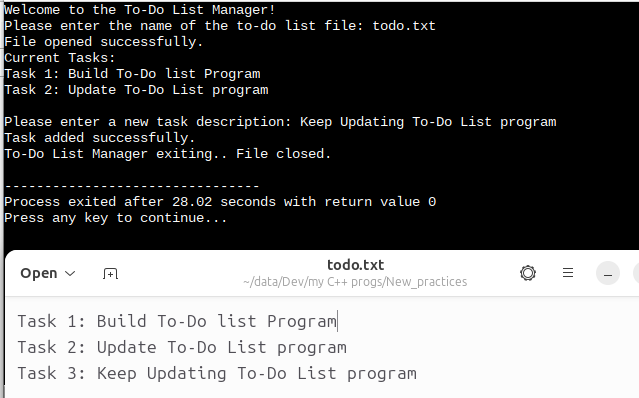 Welcome to the To-Do List Manager!
Please enter the name of the to-do list file: todo.txt
File opened successfully.
Current Tasks:
Task 1: Build To-Do list Program
Task 2: Update To-Do List program
Please enter a new task description: Keep Updating To-Do List program
Task added successfully.
To-Do List Manager exiting.. File closed.
--------------------------------
Process exited after 28.02 seconds with return value 0
Press any key to continue...
Open
todo.txt
~/data/Dev/my C++ progs/New_practices
Task 1: Build To-Do list Program
Task 2: Update To-Do List program
Task 3: Keep Updating To-Do List program